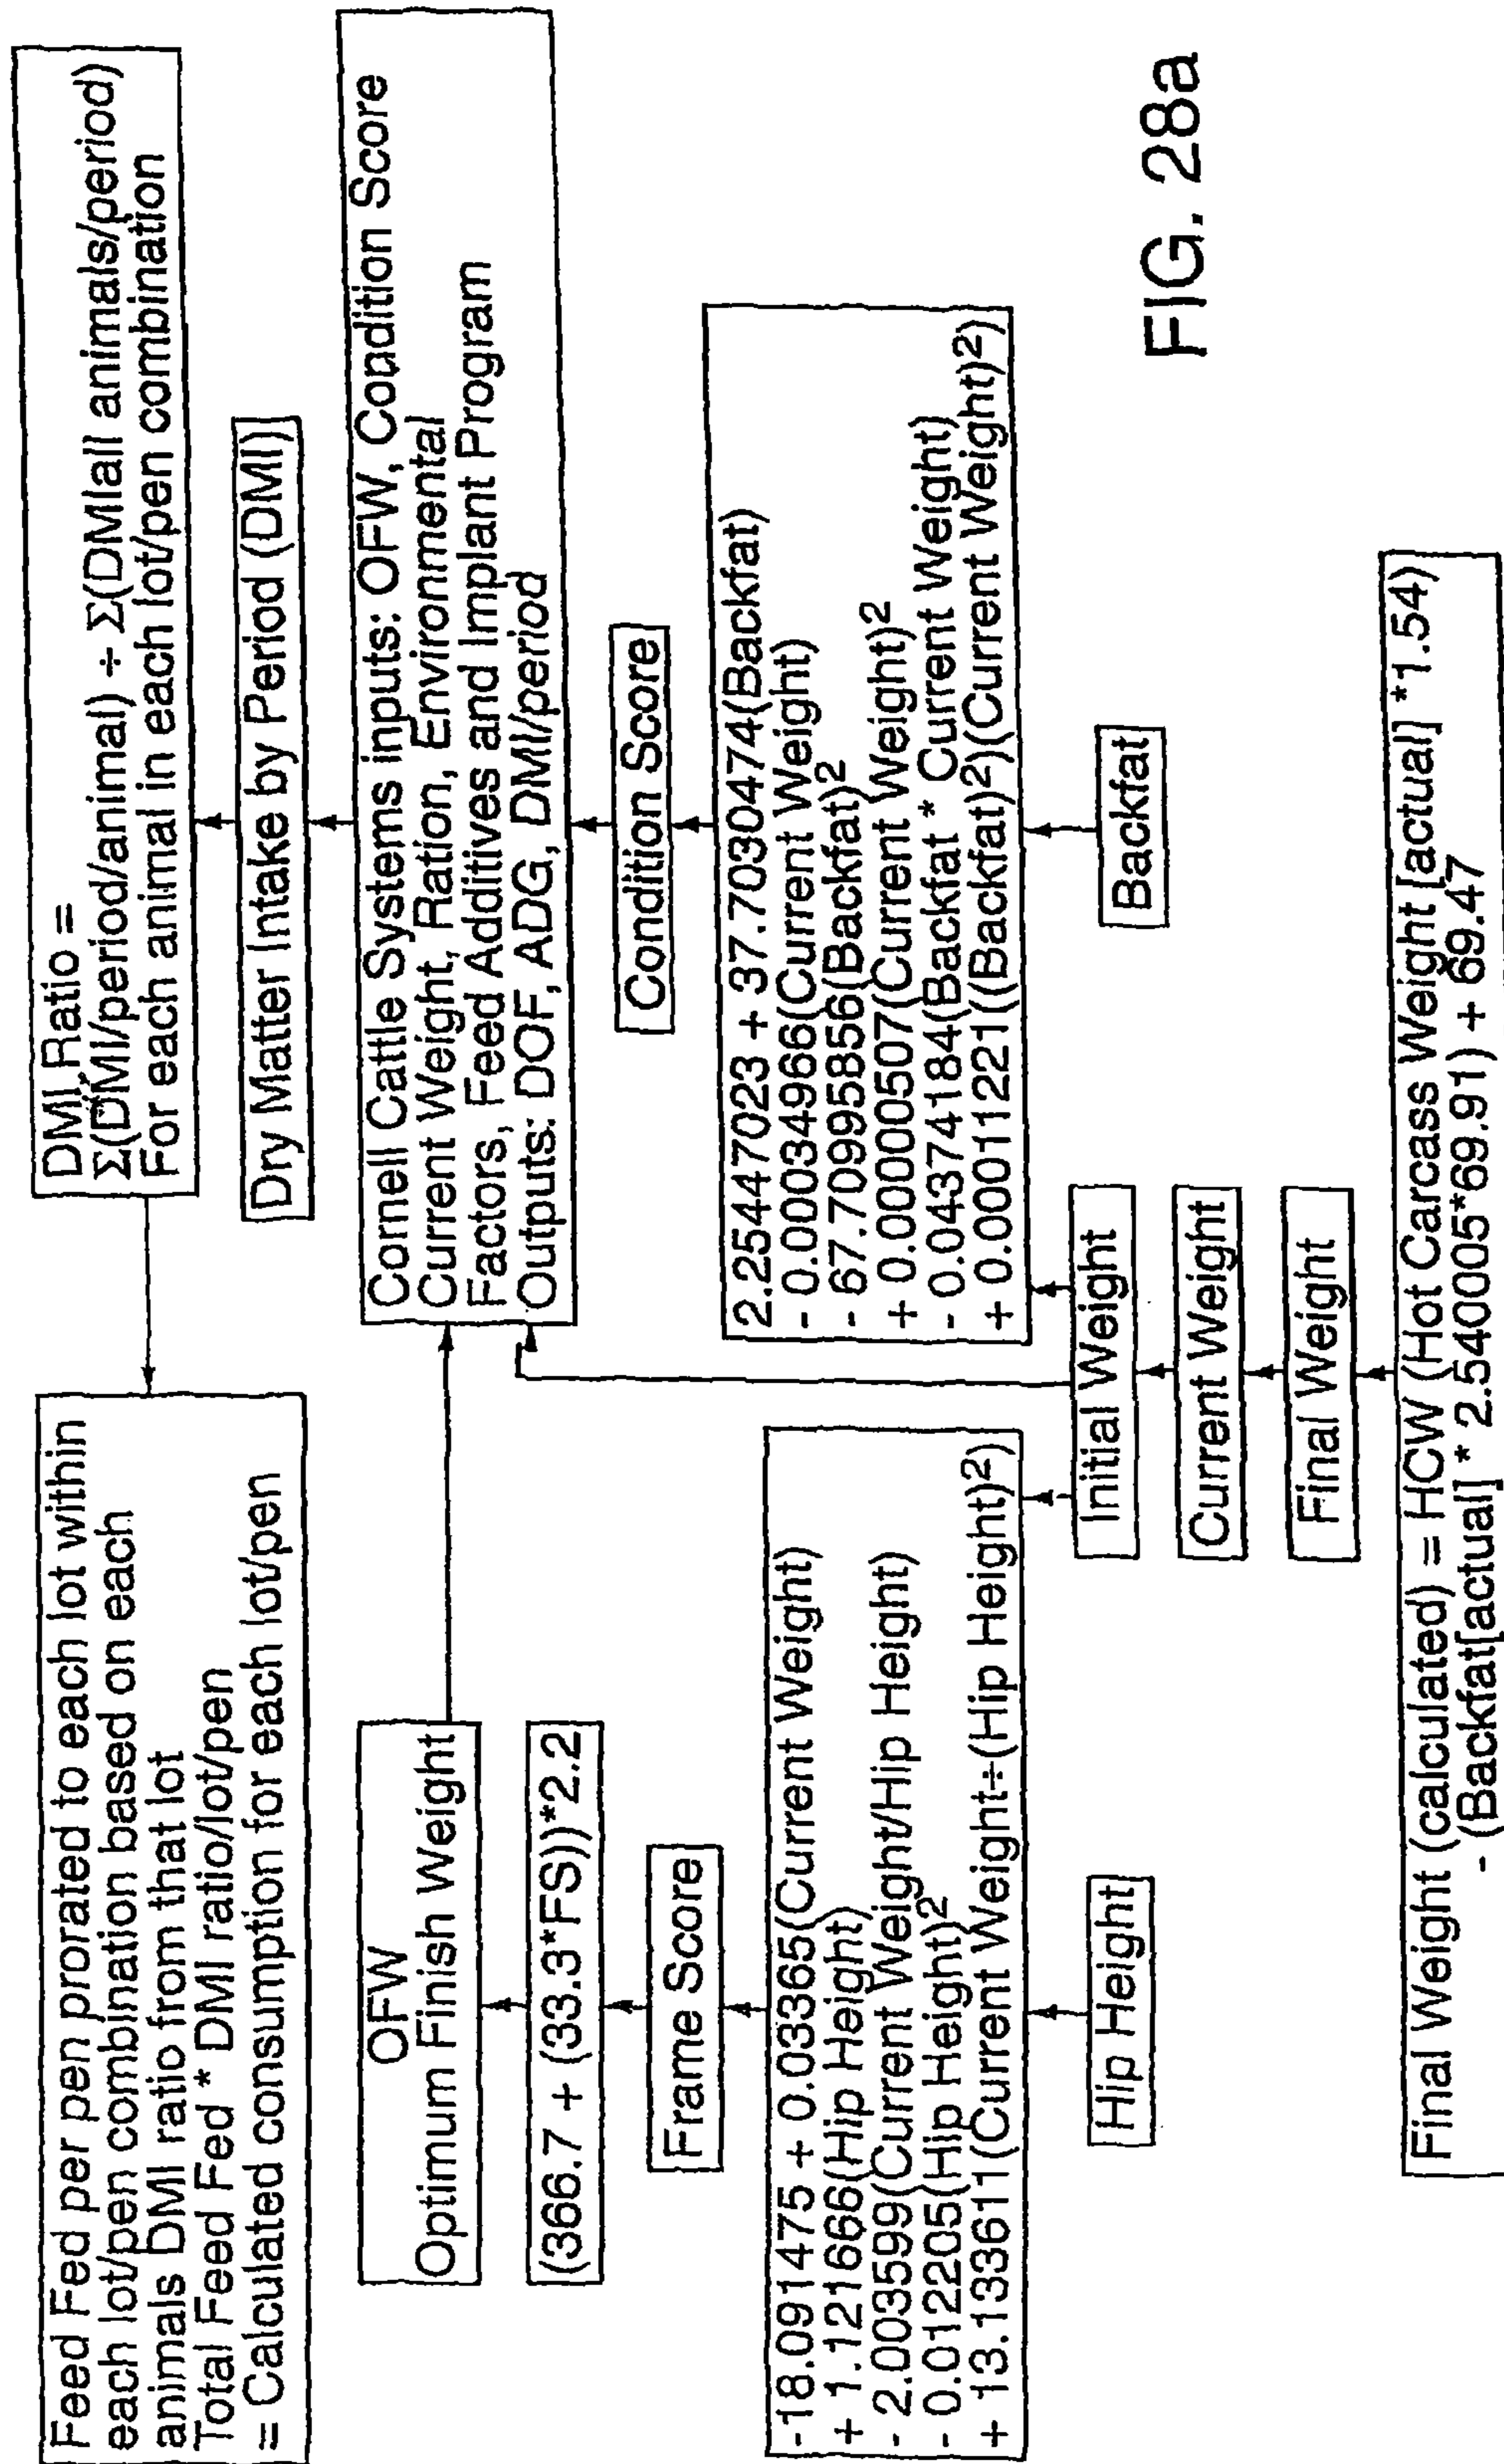 Feed Fed per pen prorated to each lot within
each lot/pen combination based on each
animals DMI ratio from that lot
Total Feed Fed * DMI ratio/lot/pen
= Calculated consumption for each lot/pen
DMI Ratio =
Σ(DMI/period/animal) ÷ Σ(DMIall animals/period)
For each animal in each lot/pen combination
Dry Matter Intake by Period (DMI)
OFW
Optimum Finish Weight
Cornell Cattle Systems inputs: OFW, Condition Score
Current Weight, Ration, Environmental
Factors, Feed Additives and Implant Program
Outputs: DOF, ADG, DMI/period
(366.7 + (33.3*FS))*2.2
Frame Score
Condition Score
-18.091475 + 0.03365(Current Weight)
+ 1.121666(Hip Height)
- 2.003599(Current Weight/Hip Height)
- 0.012205(Hip Height)2
+ 13.133611(Current Weight÷(Hip Height)2)
2.25447023 + 37.7030474(Backfat)
- 0.00034966(Current Weight)
- 67.70995856(Backfat)2
+ 0.00000507(Current Weight)2
- 0.04374184(Backfat * Current Weight)
+ 0.00011221((Backfat)2)(Current Weight)2)
Hip Height
Initial Weight
Backfat
Current Weight
Final Weight
Final Weight (calculated) = HCW (Hot Carcass Weight [actual] *1.54)
- (Backfat[actual] * 2.540005*69.91) + 69.47
FIG. 28a